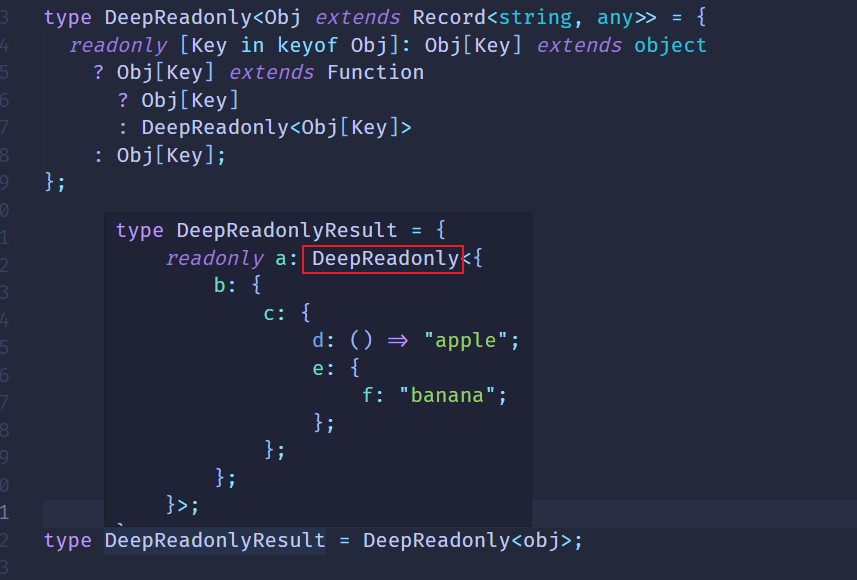 3 type DeepReadonly<Obj extends Record<string, any>> = {
4 readonly [Key in keyof Obj]: Obj[Key] extends object
5 ? Obj[Key] extends Function
6 ? Obj[Key]
7 : DeepReadonly<Obj[Key]>
8 : Obj[Key];
9 };
0 type DeepReadonlyResult = {
1 readonly a: DeepReadonly<{
2 b: {
3 c: {
4 d: () => "apple";
5 e: {
6 f: "banana";
7 };
8 };
9 };
0 }>;
1
2 type DeepReadonlyResult = DeepReadonly<obj>;
3